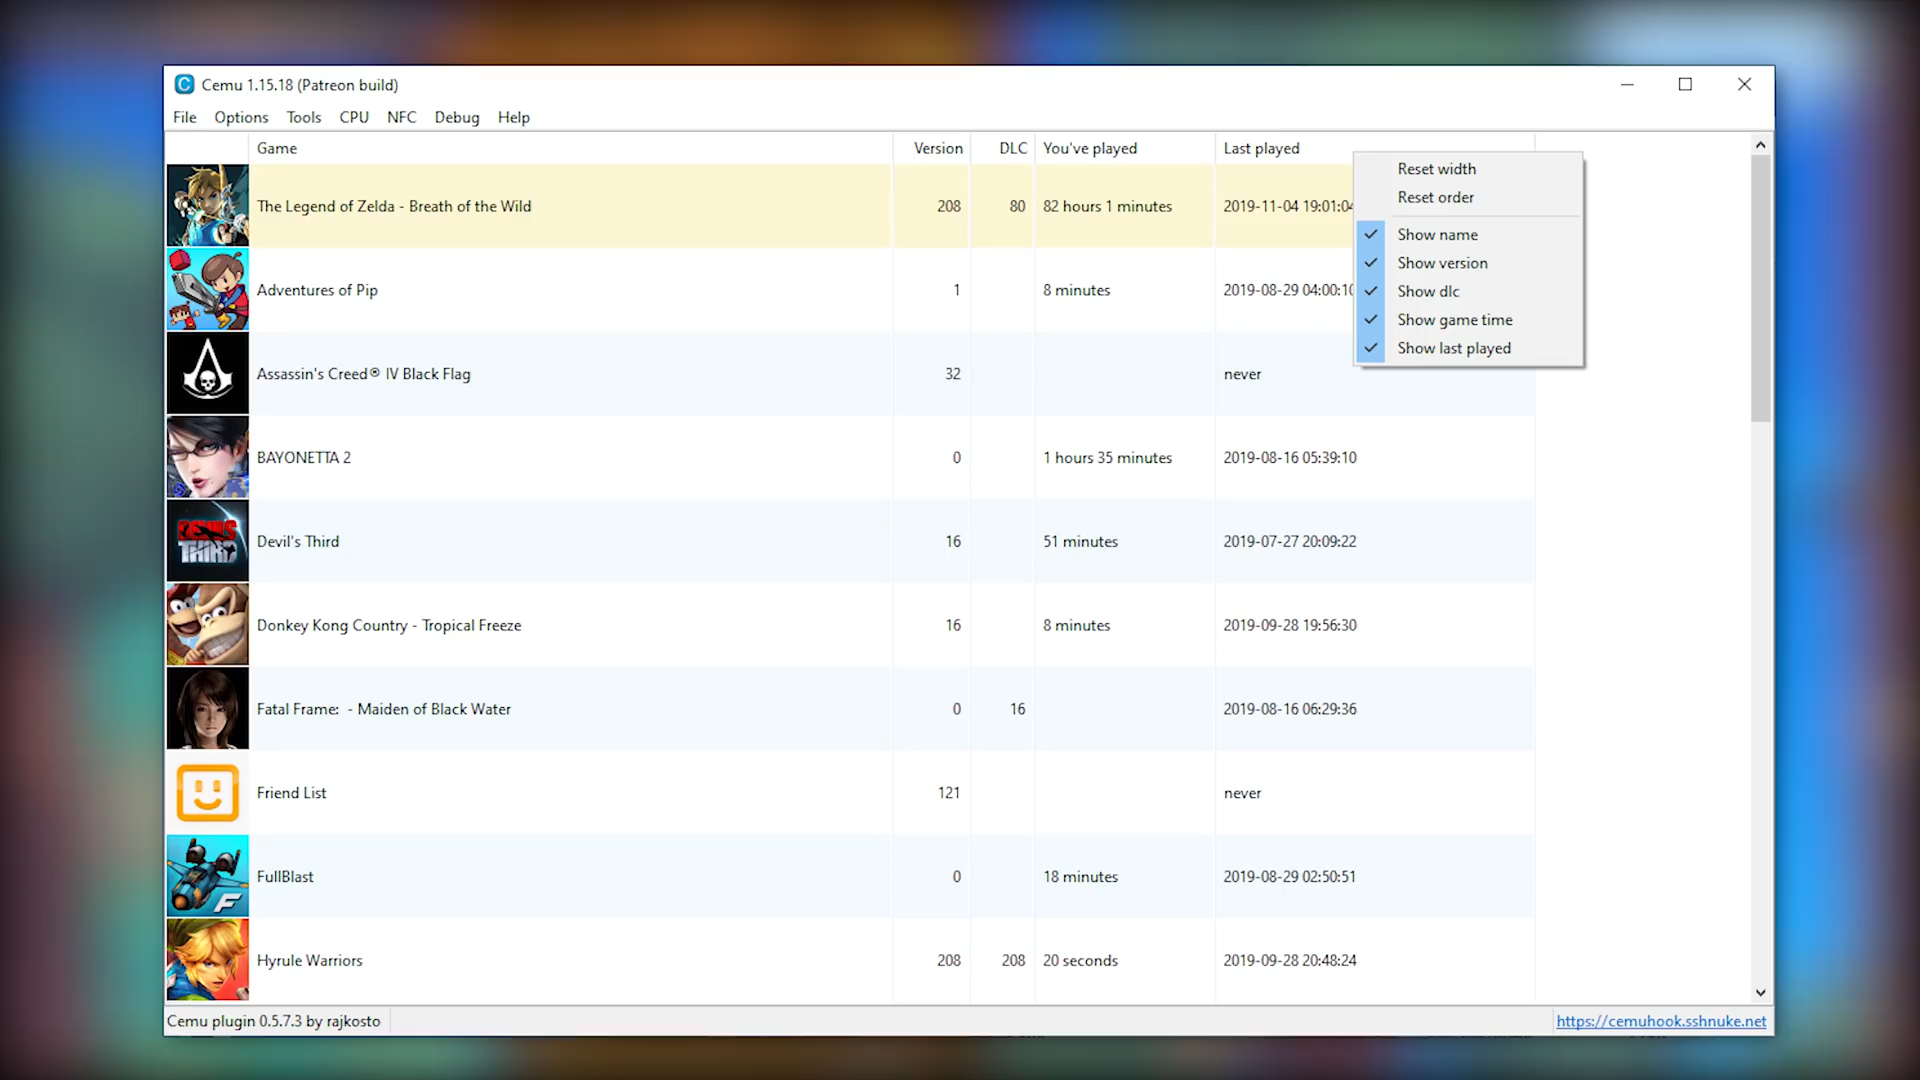 Cemu 1.15.18 (Patreon build)
File Options Tools CPU NFC Debug Help
Game Version DLC You've played Last played
The Legend of Zelda - Breath of the Wild 208 80 82 hours 1 minutes 2019-11-04 19:01:04
Adventures of Pip 1 8 minutes 2019-08-29 04:00:10
Assassin's Creed® IV Black Flag 32 never
BAYONETTA 2 0 1 hours 35 minutes 2019-08-16 05:39:10
DEVIL'S
THIRD
Devil's Third 16 51 minutes 2019-07-27 20:09:22
Donkey Kong Country - Tropical Freeze 16 8 minutes 2019-09-28 19:56:30
Fatal Frame:  - Maiden of Black Water 0 16 2019-08-16 06:29:36
Friend List 121 never
F
FullBlast 0 18 minutes 2019-08-29 02:50:51
Hyrule Warriors 208 208 20 seconds 2019-09-28 20:48:24
Reset width
Reset order
Show name
Show version
Show dlc
Show game time
Show last played
Cemu plugin 0.5.7.3 by rajkosto
https://cemuhook.sshnuke.net